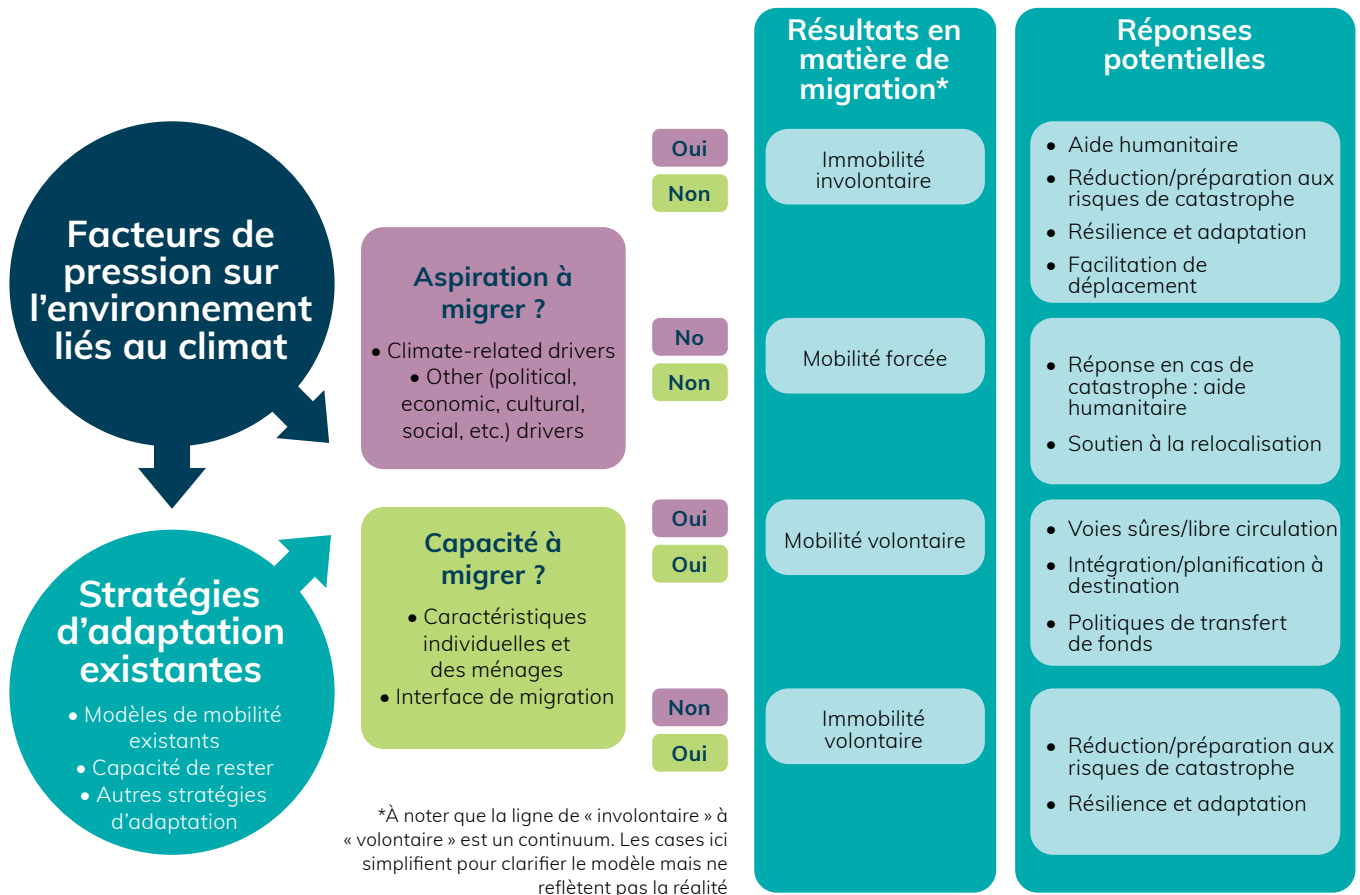 Facteurs de
pression sur
l'environnement
liés au climat
Stratégies
d'adaptation
existantes
• Modèles de mobilité
existants
• Capacité de rester
• Autres stratégies
d'adaptation
Aspiration à
migrer ?
• Climate-related drivers
• Other (political,
economic, cultural,
social, etc.) drivers
Capacité à
migrer ?
• Caractéristiques
individuelles et
des ménages
• Interface de migration
Oui
Non
No
Non
Oui
Oui
Non
Oui
*À noter que la ligne de « involontaire » à
« volontaire » est un continuum. Les cases ici
simplifient pour clarifier le modèle mais ne
reflètent pas la réalité
Résultats en
matière de
migration*
Immobilité
involontaire
Mobilité forcée
Mobilité volontaire
Immobilité
volontaire
Réponses
potentielles
• Aide humanitaire
• Réduction/préparation aux
risques de catastrophe
• Résilience et adaptation
• Facilitation de
déplacement
• Réponse en cas de
catastrophe : aide
humanitaire
• Soutien à la relocalisation
• Voies sûres/libre circulation
• Intégration/planification à
destination
• Politiques de transfert
de fonds
• Réduction/préparation aux
risques de catastrophe
• Résilience et adaptation